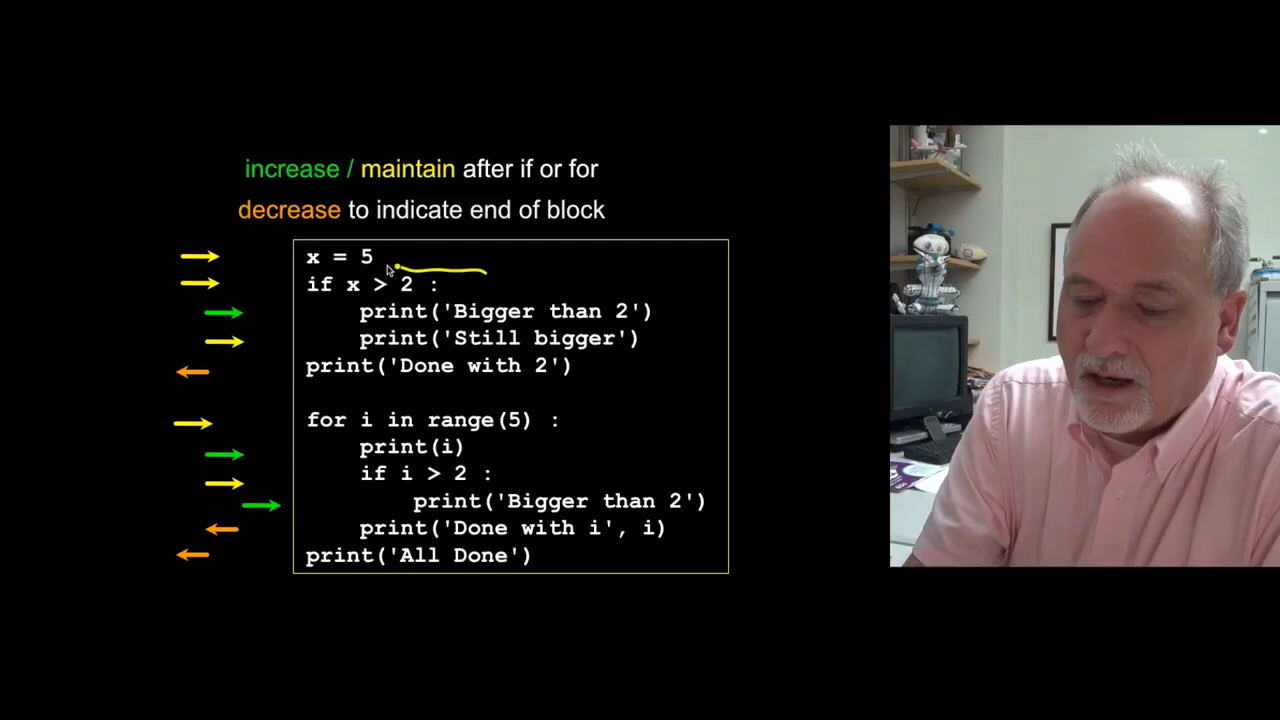 increase / maintain after if or for
decrease to indicate end of block
x = 5
if x > 2 :
    print('Bigger than 2')
    print('Still bigger')
print('Done with 2')
for i in range(5) :
    print(i)
    if i > 2 :
        print('Bigger than 2')
    print('Done with i', i)
print('All Done')